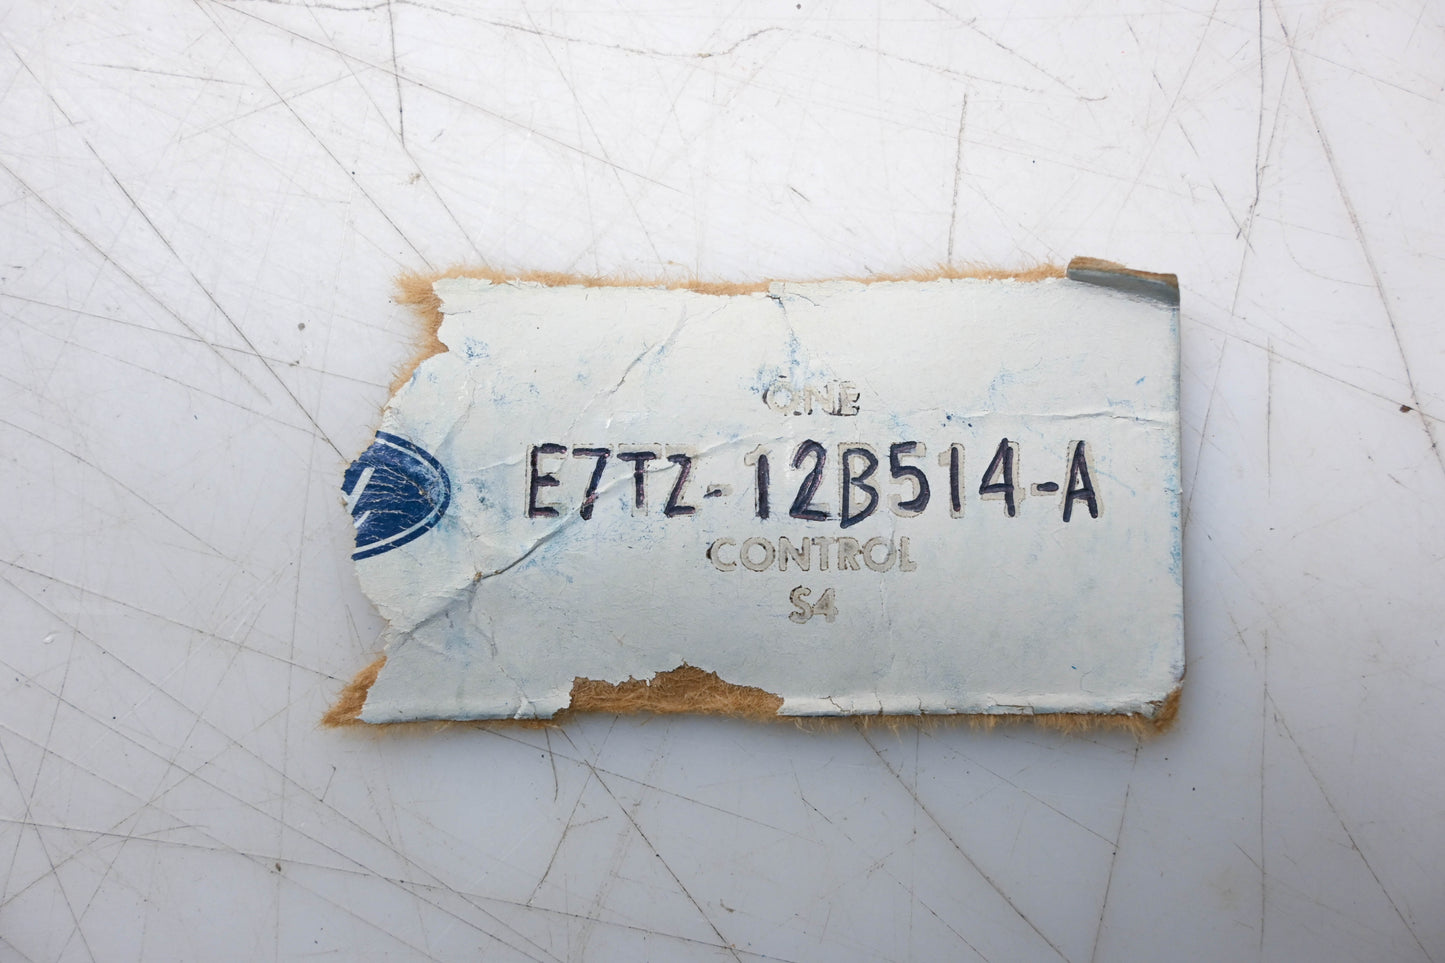 ONE
E7TZ-12B514-A
CONTROL
S4